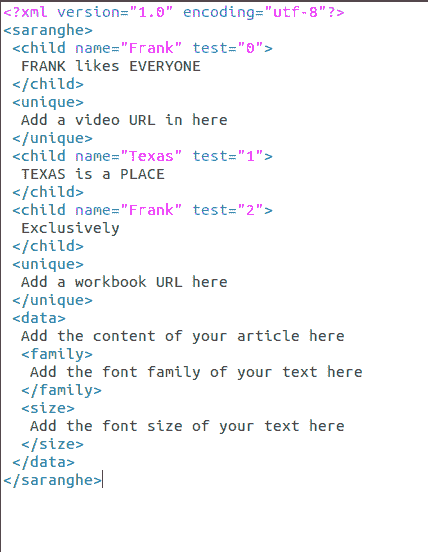 <?xml version="1.0" encoding="utf-8"?>
<saranghe>
 <child name="Frank" test="0">
  FRANK likes EVERYONE
 </child>
 <unique>
  Add a video URL in here
 </unique>
 <child name="Texas" test="1">
  TEXAS is a PLACE
 </child>
 <child name="Frank" test="2">
  Exclusively
 </child>
 <unique>
  Add a workbook URL here
 </unique>
 <data>
  Add the content of your article here
  <family>
   Add the font family of your text here
  </family>
  <size>
   Add the font size of your text here
  </size>
 </data>
</saranghe>